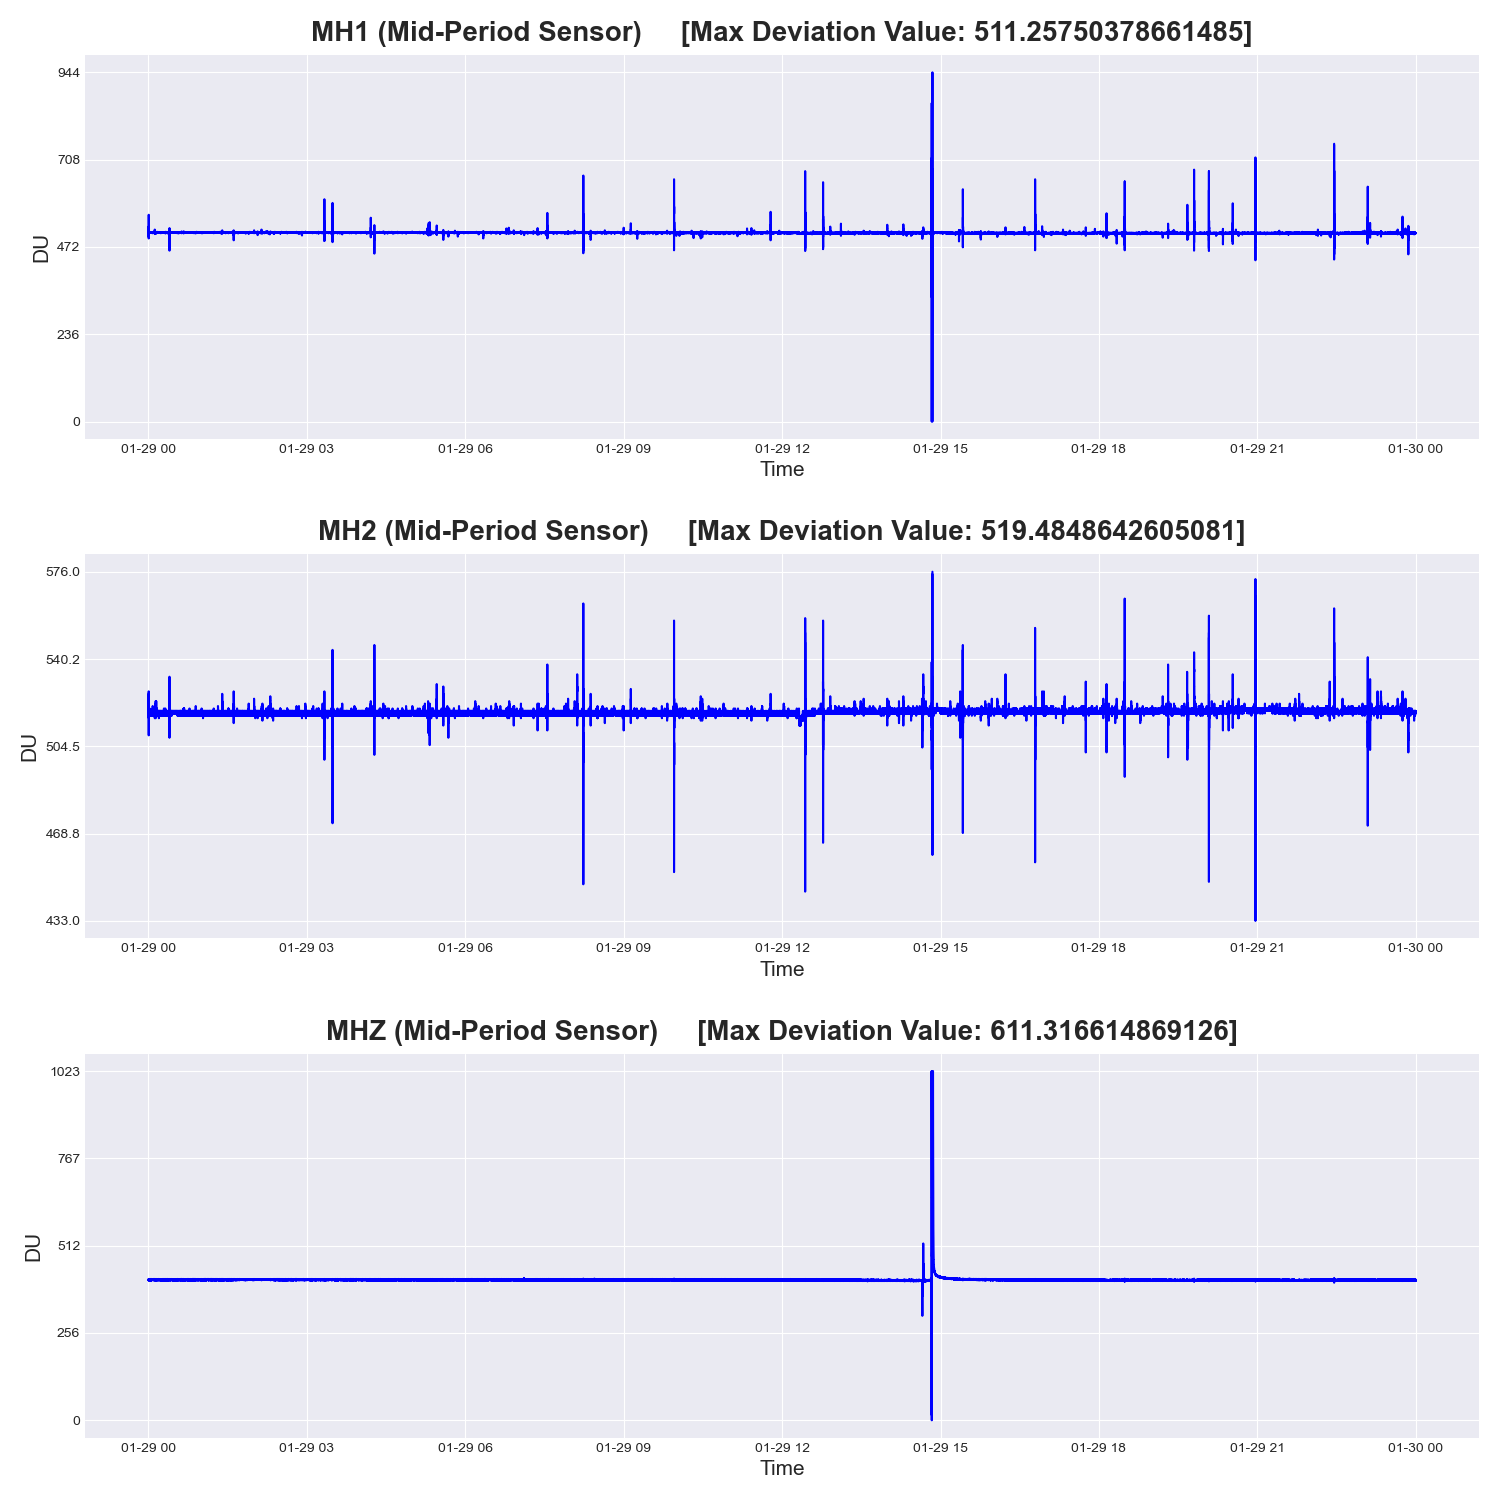 MH1 (Mid-Period Sensor) [Max Deviation Value: 511.25750378661485]
944
708
472
236
0
DU
01-29 00 01-29 03 01-29 06 01-29 09 01-29 12 01-29 15 01-29 18 01-29 21 01-30 00
Time
MH2 (Mid-Period Sensor) [Max Deviation Value: 519.4848642605081]
576.0
540.2
504.5
468.8
433.0
DU
01-29 00 01-29 03 01-29 06 01-29 09 01-29 12 01-29 15 01-29 18 01-29 21 01-30 00
Time
MHZ (Mid-Period Sensor) [Max Deviation Value: 611.316614869126]
1023
767
512
256
0
DU
01-29 00 01-29 03 01-29 06 01-29 09 01-29 12 01-29 15 01-29 18 01-29 21 01-30 00
Time